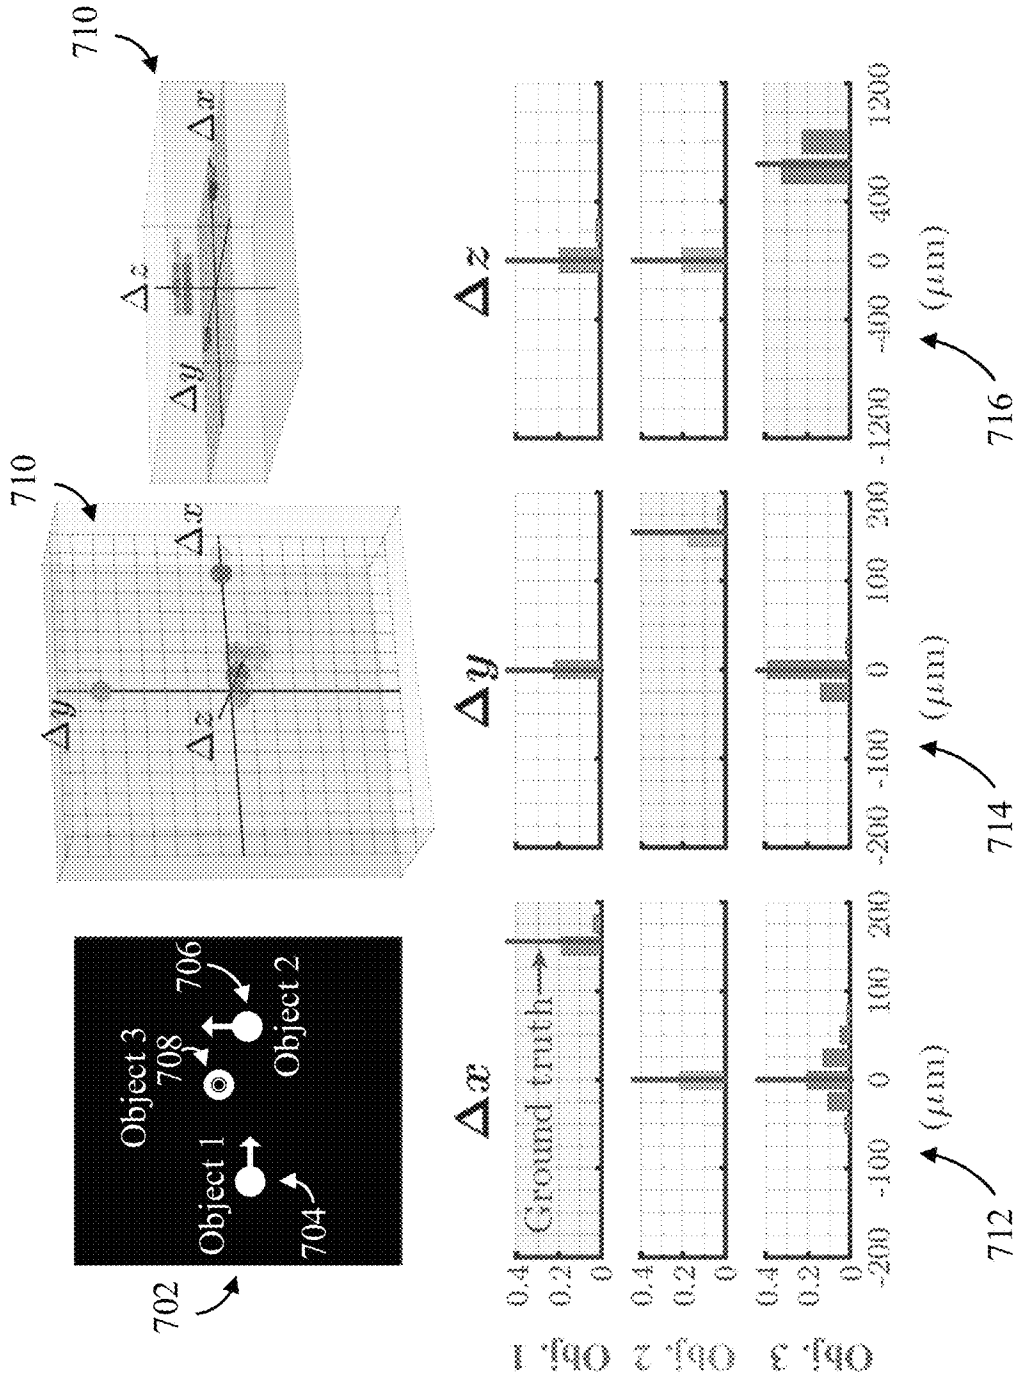 702
Object 1
704
Object 3
708
706
Object 2
710
Δy
Δx
Δz
710
Δz
Δy
Δx
Δx
Δy
Δz
Obj. 1
0.4
0.2
0
Ground truth
Obj. 2
0.4
0.2
0
Obj. 3
0.4
0.2
0
-200 -100 0 100 200
-200 -100 0 100 200
-1200 -400 0 400 1200
(μm)
(μm)
(μm)
712
714
716